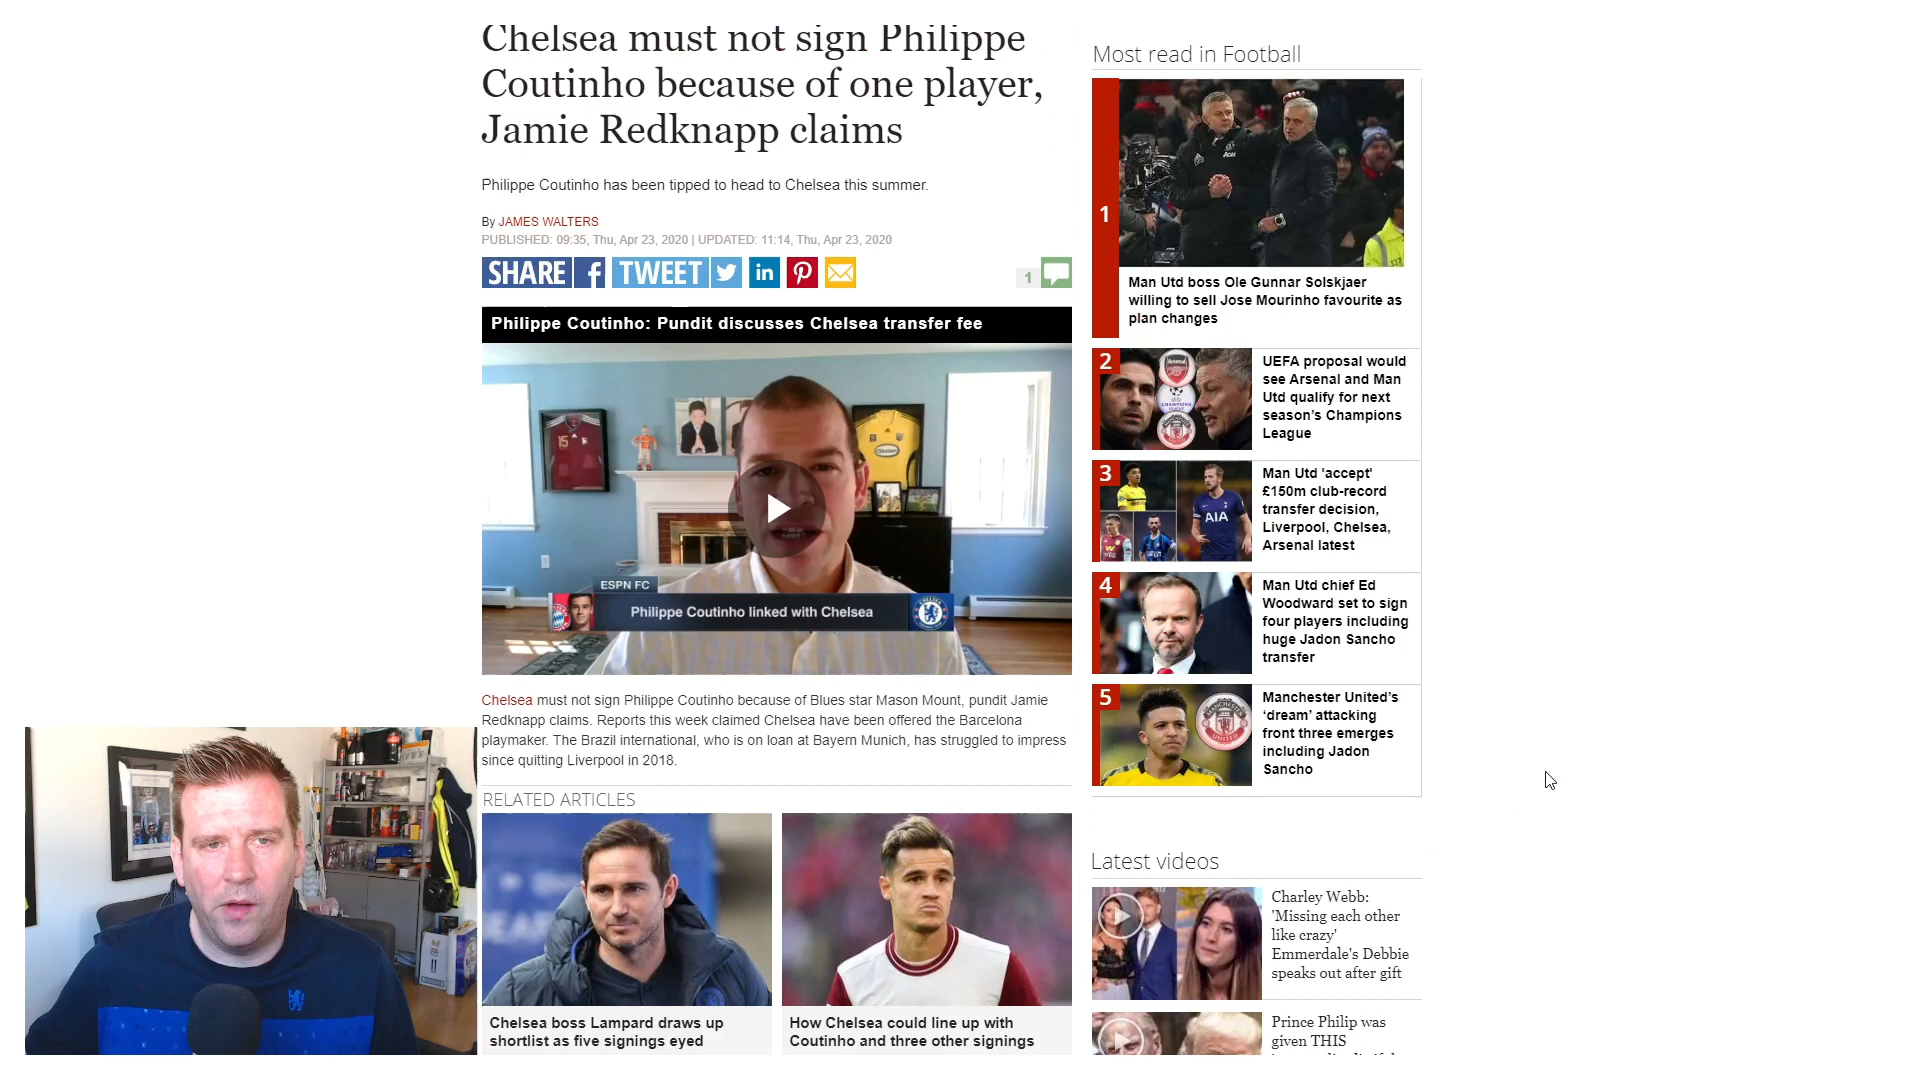 Chelsea must not sign Philippe
Coutinho because of one player,
Jamie Redknapp claims
Philippe Coutinho has been tipped to head to Chelsea this summer.
By JAMES WALTERS
PUBLISHED: 09:35, Thu, Apr 23, 2020 | UPDATED: 11:14, Thu, Apr 23, 2020
SHARE f TWEET in
1
Philippe Coutinho: Pundit discusses Chelsea transfer fee
15
ESPN FC
Philippe Coutinho linked with Chelsea
Chelsea must not sign Philippe Coutinho because of Blues star Mason Mount, pundit Jamie
Redknapp claims. Reports this week claimed Chelsea have been offered the Barcelona
playmaker. The Brazil international, who is on loan at Bayern Munich, has struggled to impress
since quitting Liverpool in 2018.
RELATED ARTICLES
Chelsea boss Lampard draws up
shortlist as five signings eyed
How Chelsea could line up with
Coutinho and three other signings
Most read in Football
1
Man Utd boss Ole Gunnar Solskjaer
willing to sell Jose Mourinho favourite as
plan changes
2
UEFA proposal would
see Arsenal and Man
Utd qualify for next
season's Champions
League
3
AIA
Man Utd 'accept'
£150m club-record
transfer decision,
Liverpool, Chelsea,
Arsenal latest
4
Man Utd chief Ed
Woodward set to sign
four players including
huge Jadon Sancho
transfer
5
Manchester United's
‘dream’ attacking
front three emerges
including Jadon
Sancho
Latest videos
Charley Webb:
'Missing each other
like crazy'
Emmerdale's Debbie
speaks out after gift
Prince Philip was
given THIS